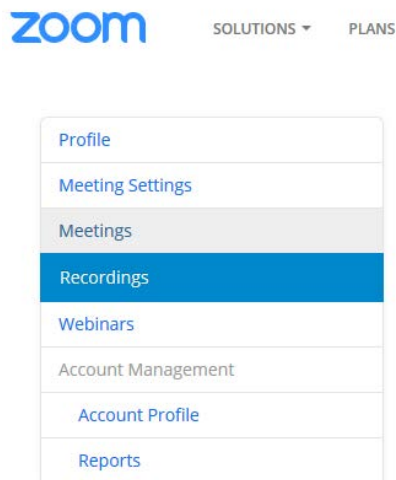 zoom SOLUTIONS PLANS
Profile
Meeting Settings
Meetings
Recordings
Webinars
Account Management
Account Profile
Reports